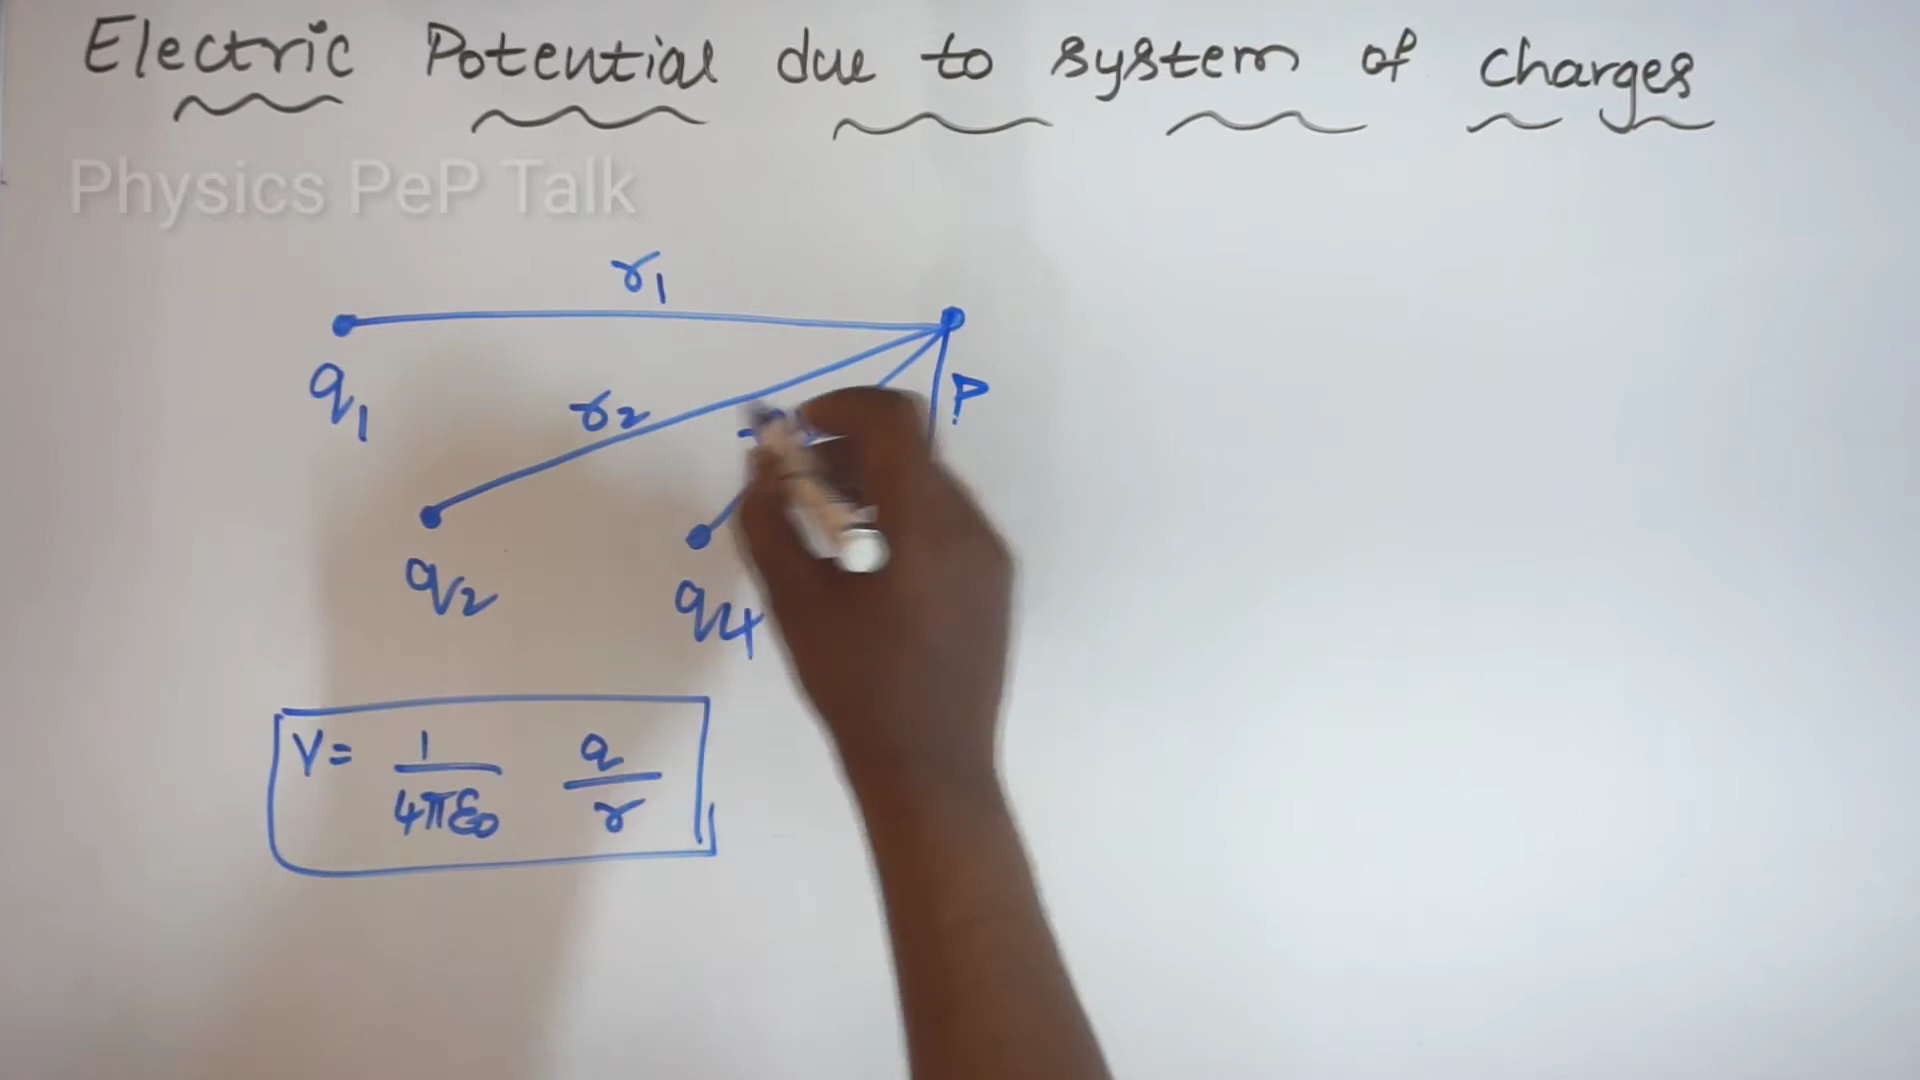 Electric Potential due to system of charges
Physics PeP Talk
r1
q1
P
r2
q2
q4
V = 1/4πε0 q/r